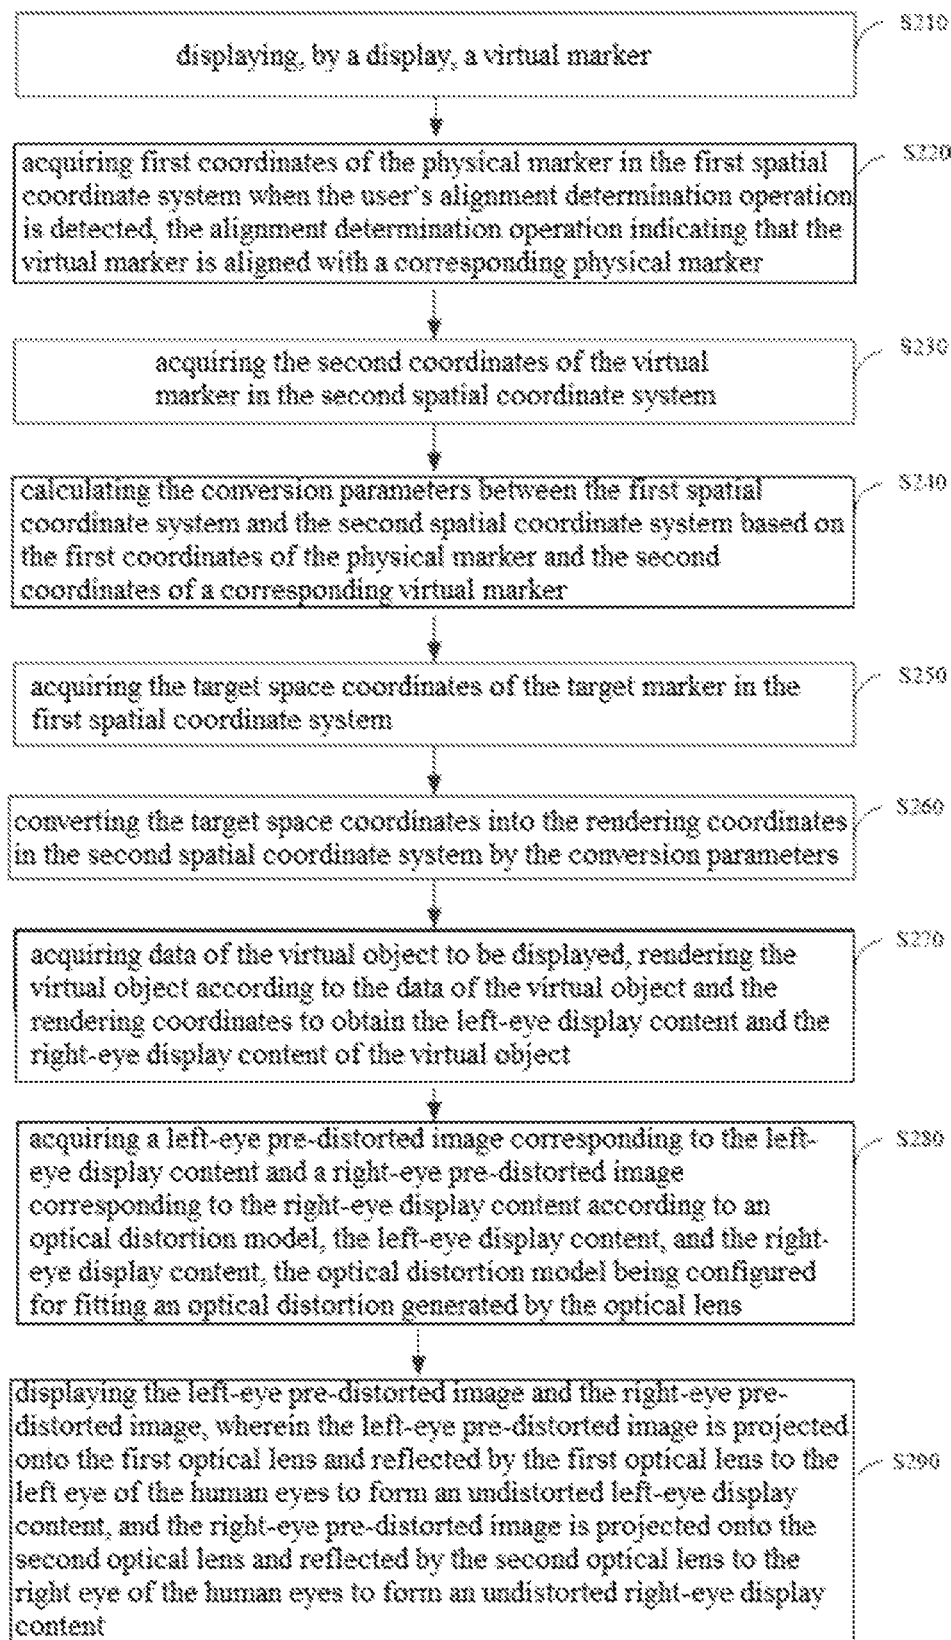 S210
displaying, by a display, a virtual marker
S220
acquiring first coordinates of the physical marker in the first spatial
coordinate system when the user's alignment determination operation
is detected, the alignment determination operation indicating that the
virtual marker is aligned with a corresponding physical marker
S230
acquiring the second coordinates of the virtual
marker in the second spatial coordinate system
S240
calculating the conversion parameters between the first spatial
coordinate system and the second spatial coordinate system based on
the first coordinates of the physical marker and the second
coordinates of a corresponding virtual marker
S250
acquiring the target space coordinates of the target marker in the
first spatial coordinate system
S260
converting the target space coordinates into the rendering coordinates
in the second spatial coordinate system by the conversion parameters
S270
acquiring data of the virtual object to be displayed, rendering the
virtual object according to the data of the virtual object and the
rendering coordinates to obtain the left-eye display content and the
right-eye display content of the virtual object
S280
acquiring a left-eye pre-distorted image corresponding to the left-
eye display content and a right-eye pre-distorted image
corresponding to the right-eye display content according to an
optical distortion model, the left-eye display content, and the right-
eye display content, the optical distortion model being configured
for fitting an optical distortion generated by the optical lens
S290
displaying the left-eye pre-distorted image and the right-eye pre-
distorted image, wherein the left-eye pre-distorted image is projected
onto the first optical lens and reflected by the first optical lens to the
left eye of the human eyes to form an undistorted left-eye display
content, and the right-eye pre-distorted image is projected onto the
second optical lens and reflected by the second optical lens to the
right eye of the human eyes to form an undistorted right-eye display
content